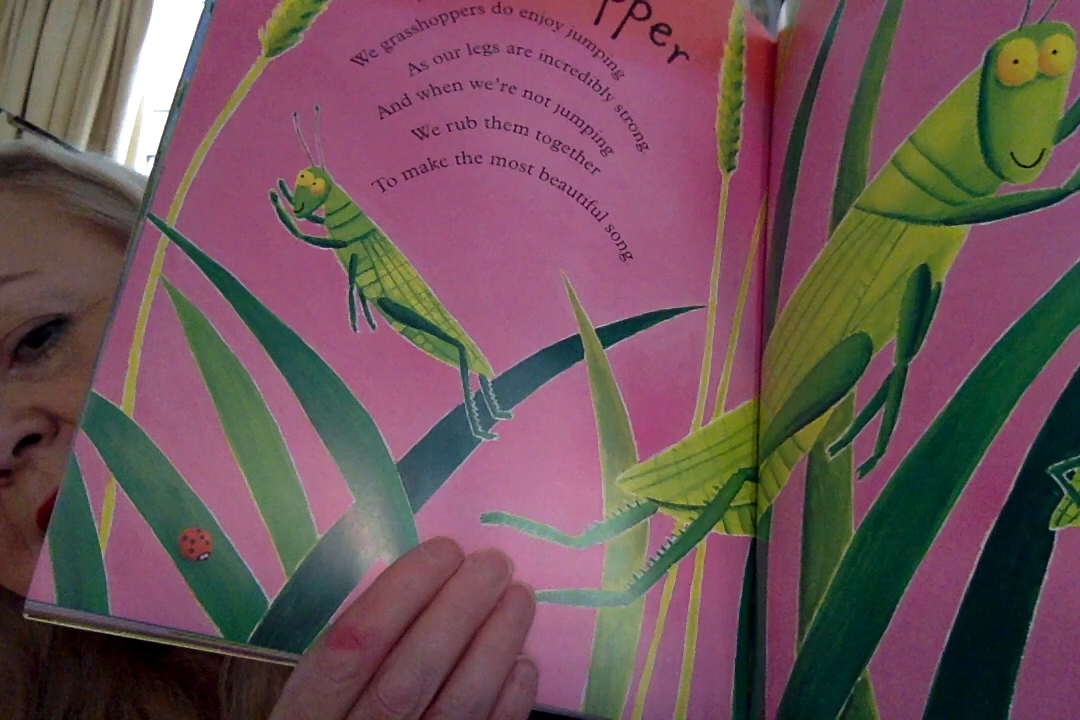 pper
We grasshoppers do enjoy jumping
As our legs are incredibly strong.
And when we're not jumping
We rub them together
To make the most beautiful song